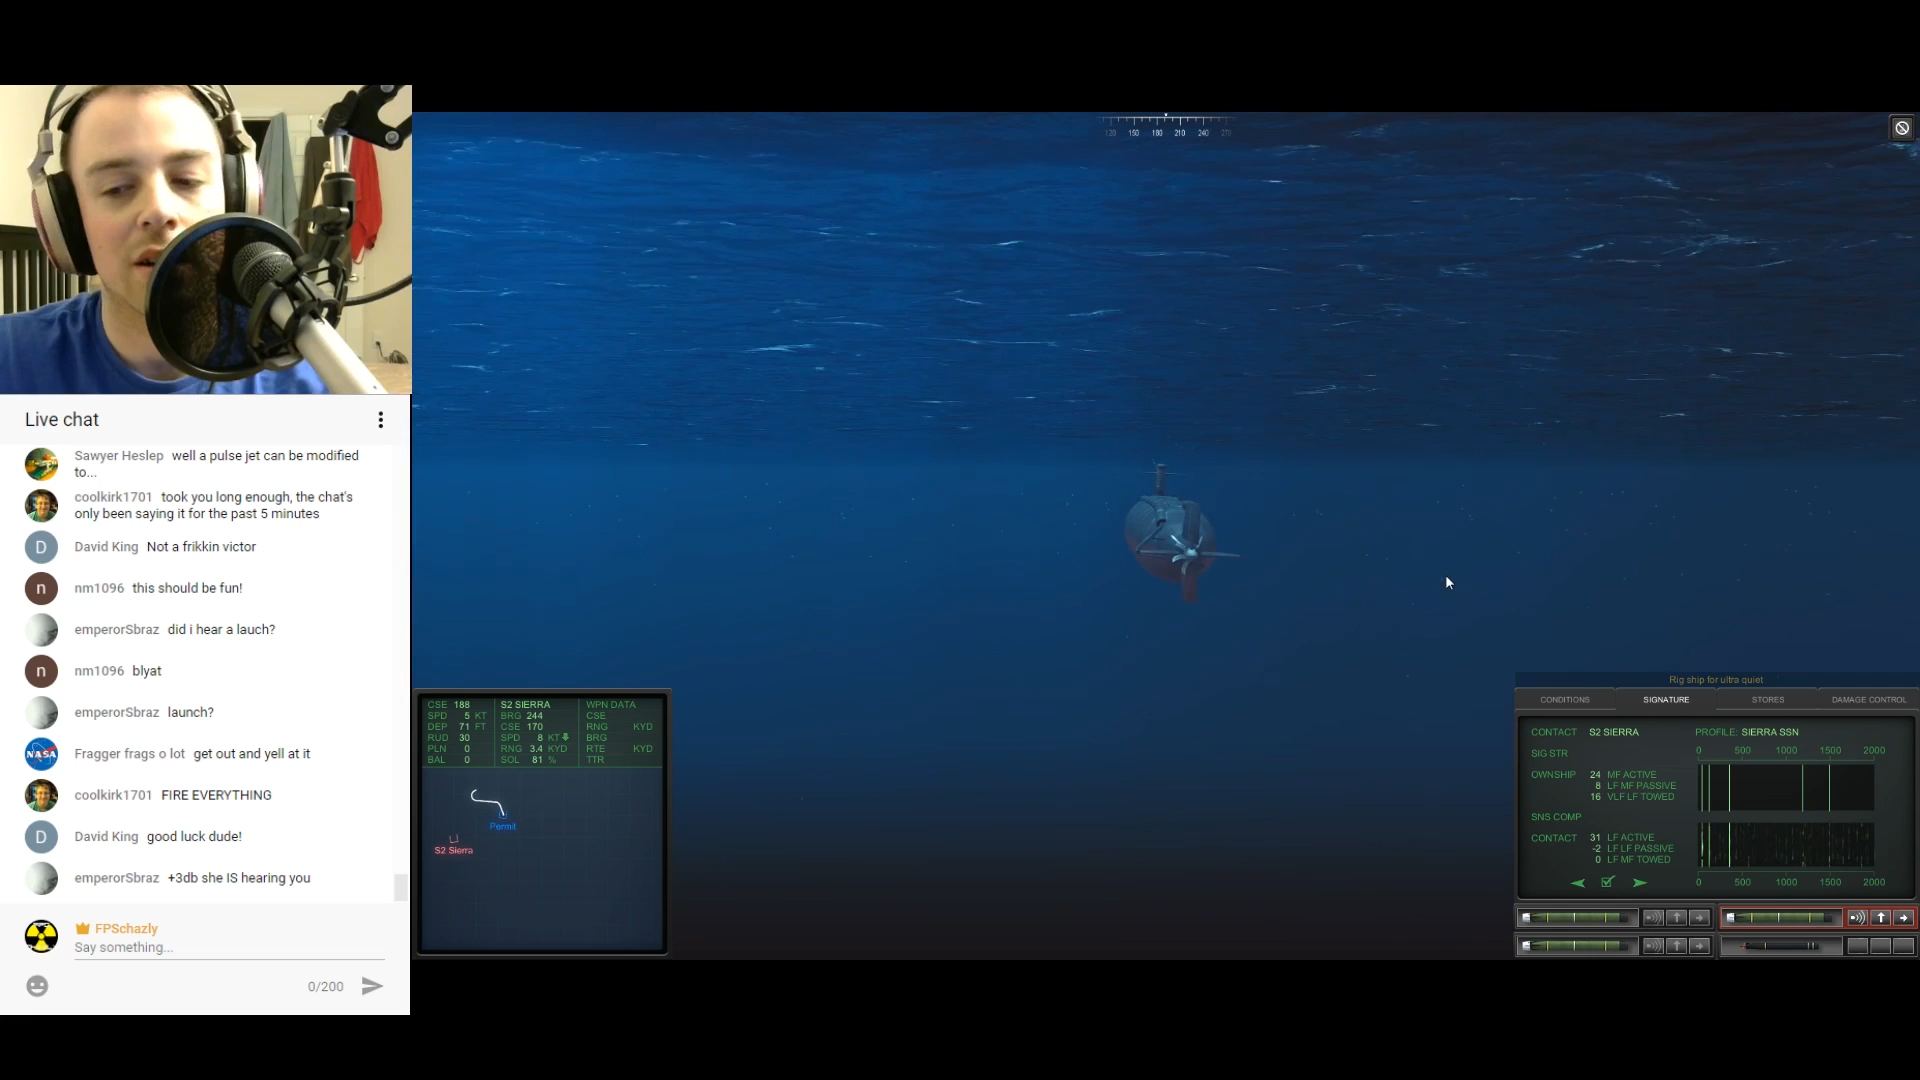 Live chat
Sawyer Heslep well a pulse jet can be modified
to...
coolkirk1701 took you long enough, the chat's
only been saying it for the past 5 minutes
D David King Not a frikkin victor
n nm1096 this should be fun!
emperorSbraz did i hear a lauch?
n nm1096 blyat
emperorSbraz launch?
NASA Fragger frags o lot get out and yell at it
coolkirk1701 FIRE EVERYTHING
D David King good luck dude!
emperorSbraz +3db she IS hearing you
FPSchazly
Say something...
0/200
120 150 180 210 240 270
CSE 188 S2 SIERRA WPN DATA
SPD 5 KT BRG 244 CSE
DEP 71 FT CSE 170 RNG KYD
RUD 30 SPD 8 KT BRG
PLN 0 RNG 3.4 KYD RTE KYD
BAL 0 SOL 81 % TTR
Permit
S2 Sierra
Rig ship for ultra quiet
CONDITIONS SIGNATURE STORES DAMAGE CONTROL
CONTACT S2 SIERRA PROFILE: SIERRA SSN
SIG STR 0 500 1000 1500 2000
OWNSHIP 24 MF ACTIVE
8 LF MF PASSIVE
16 VLF LF TOWED
SNS COMP
CONTACT 31 LF ACTIVE
-2 LF LF PASSIVE
0 LF MF TOWED
0 500 1000 1500 2000